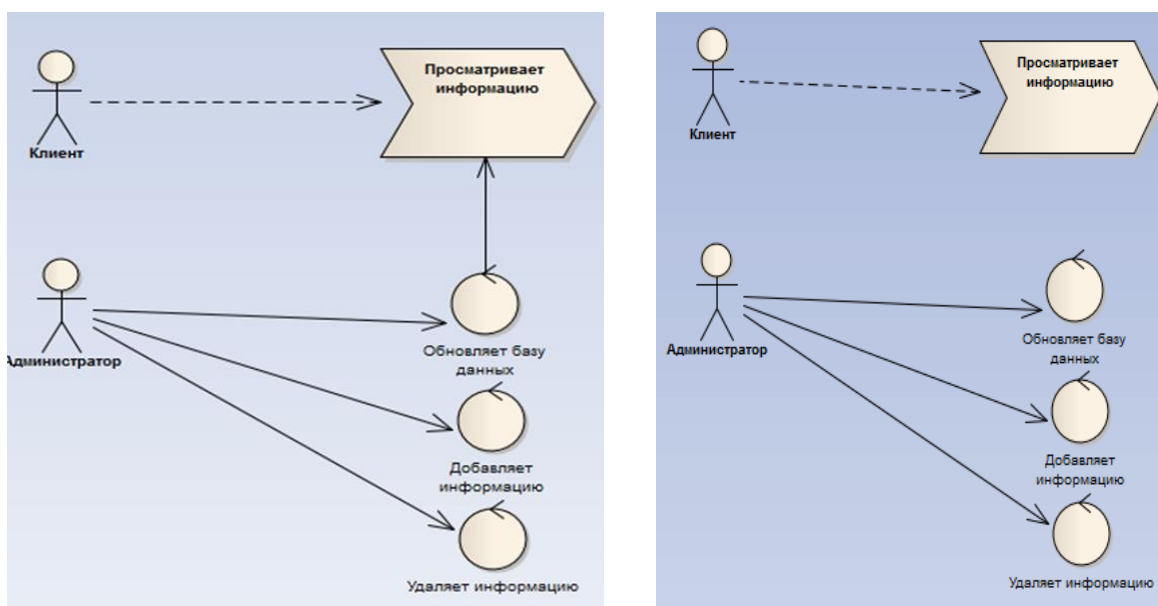 Просматривает
информацию
Клиент
Администратор
Обновляет базу
данных
Добавляет
информацию
Удаляет информацию
Просматривает
информацию
Клиент
Администратор
Обновляет базу
данных
Добавляет
информацию
Удаляет информацию